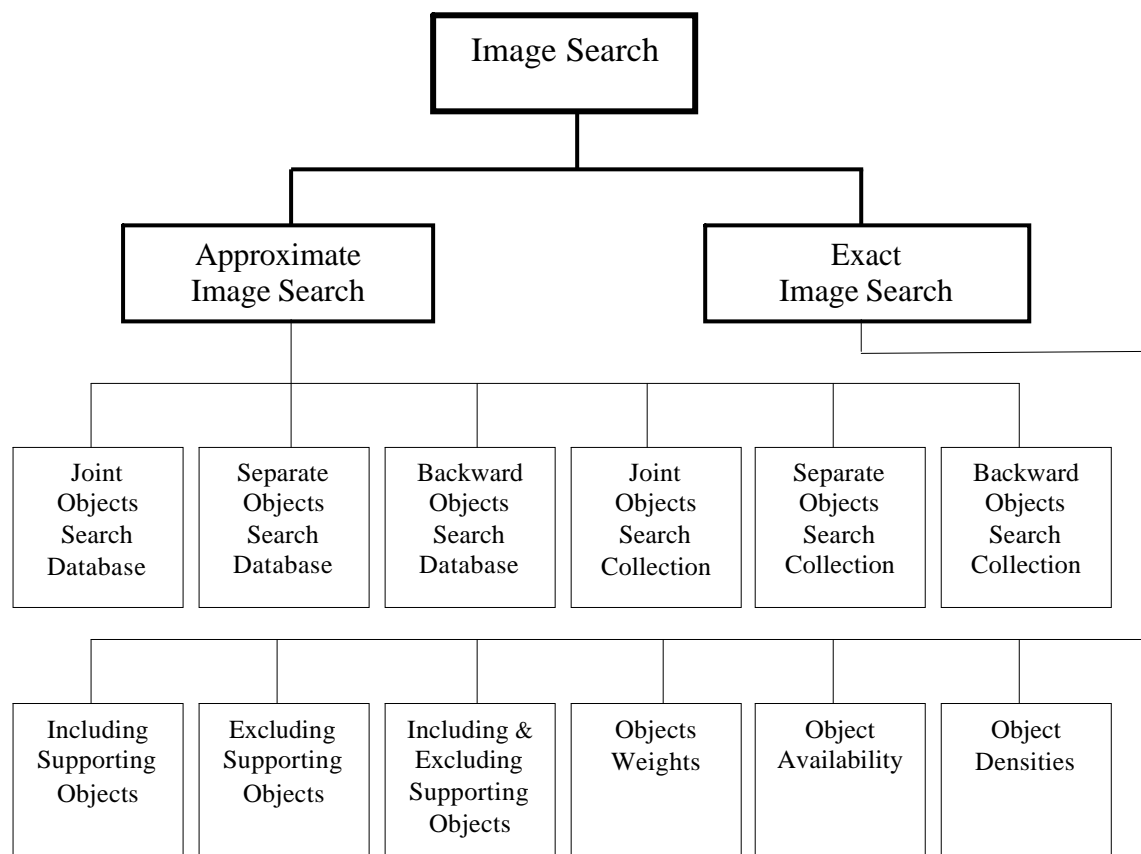 Image Search
Approximate
Image Search
Exact
Image Search
Joint
Objects
Search
Database
Separate
Objects
Search
Database
Backward
Objects
Search
Database
Joint
Objects
Search
Collection
Separate
Objects
Search
Collection
Backward
Objects
Search
Collection
Including
Supporting
Objects
Excluding
Supporting
Objects
Including &
Excluding
Supporting
Objects
Objects
Weights
Object
Availability
Object
Densities